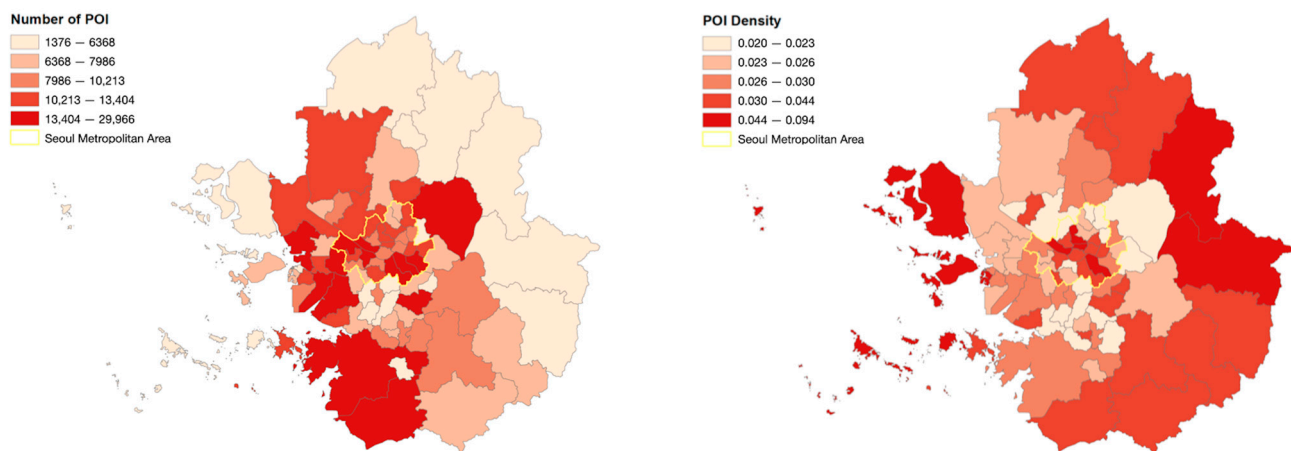 Number of POI
1376 — 6368
6368 — 7986
7986 — 10,213
10,213 — 13,404
13,404 — 29,966
Seoul Metropolitan Area
POI Density
0.020 — 0.023
0.023 — 0.026
0.026 — 0.030
0.030 — 0.044
0.044 — 0.094
Seoul Metropolitan Area